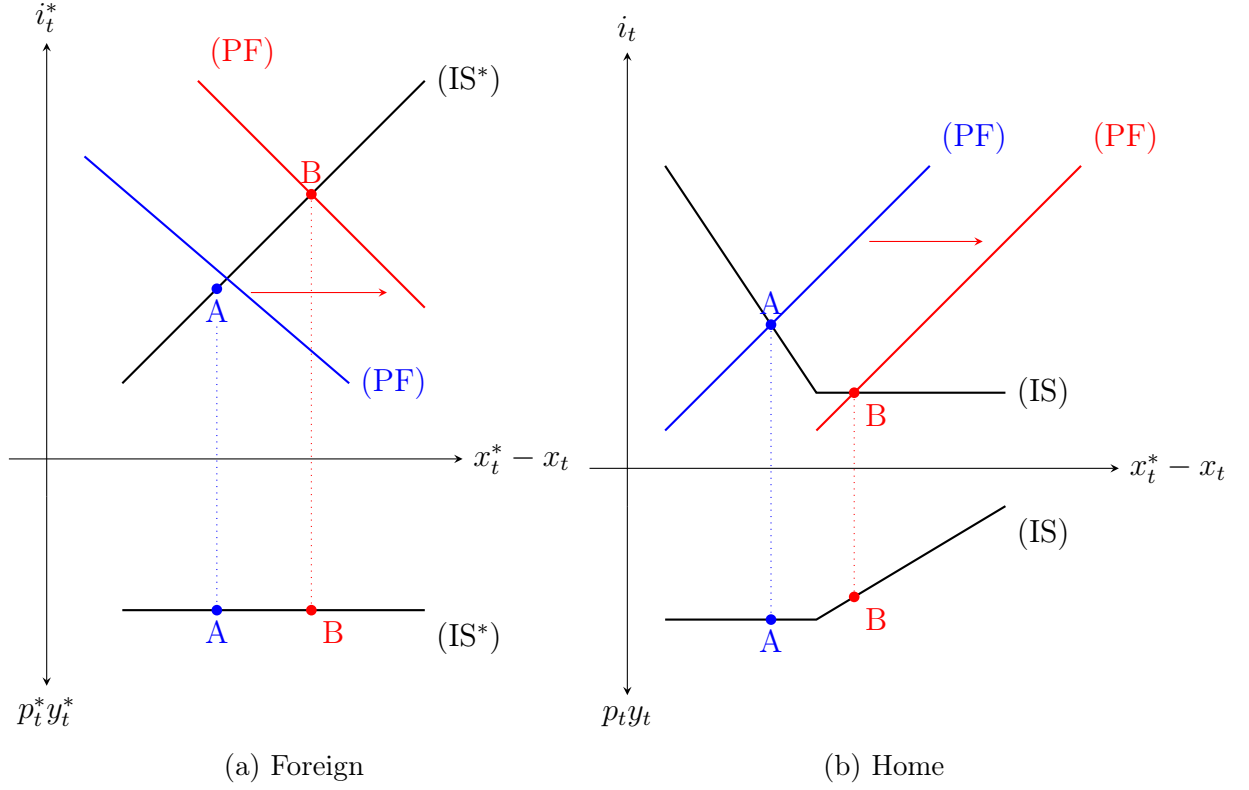 i*_t
(PF)
(IS*)
B
A
(PF)
x*_t − x_t
A
B
(IS*)
p*_t y*_t
(a) Foreign
i_t
(PF)
(PF)
A
(IS)
B
x*_t − x_t
(IS)
B
A
p_t y_t
(b) Home